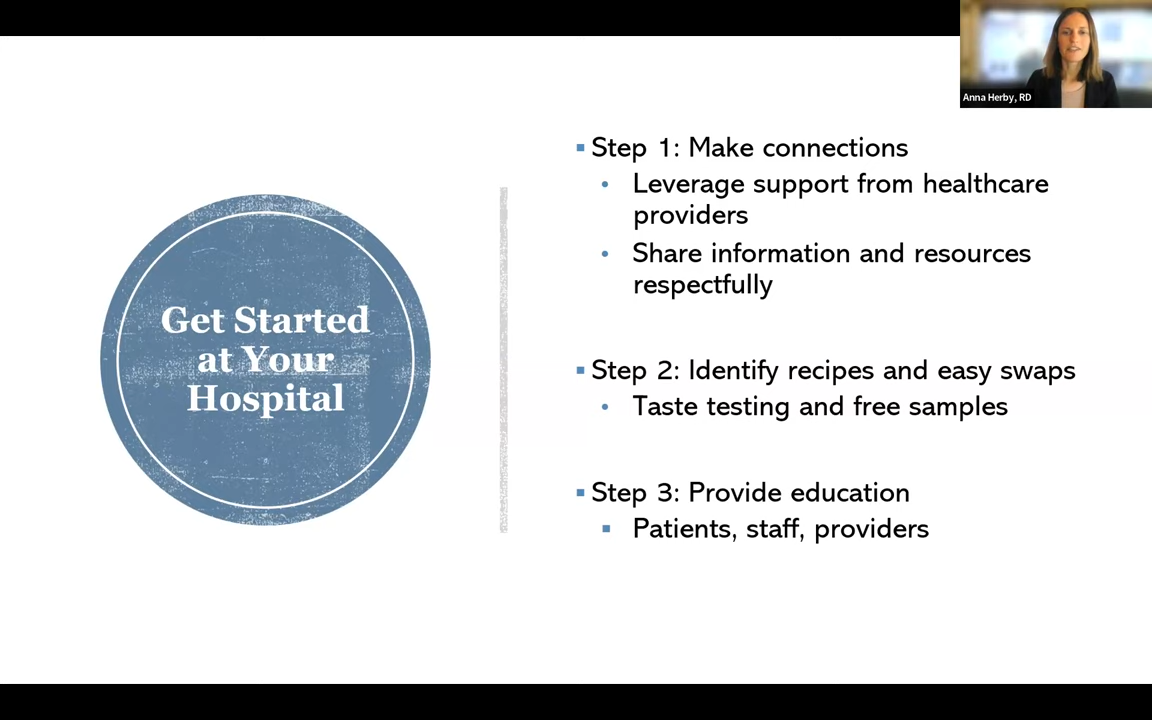 Anna Herby, RD
Get Started
at Your
Hospital
Step 1: Make connections
Leverage support from healthcare
providers
Share information and resources
respectfully
Step 2: Identify recipes and easy swaps
Taste testing and free samples
Step 3: Provide education
Patients, staff, providers